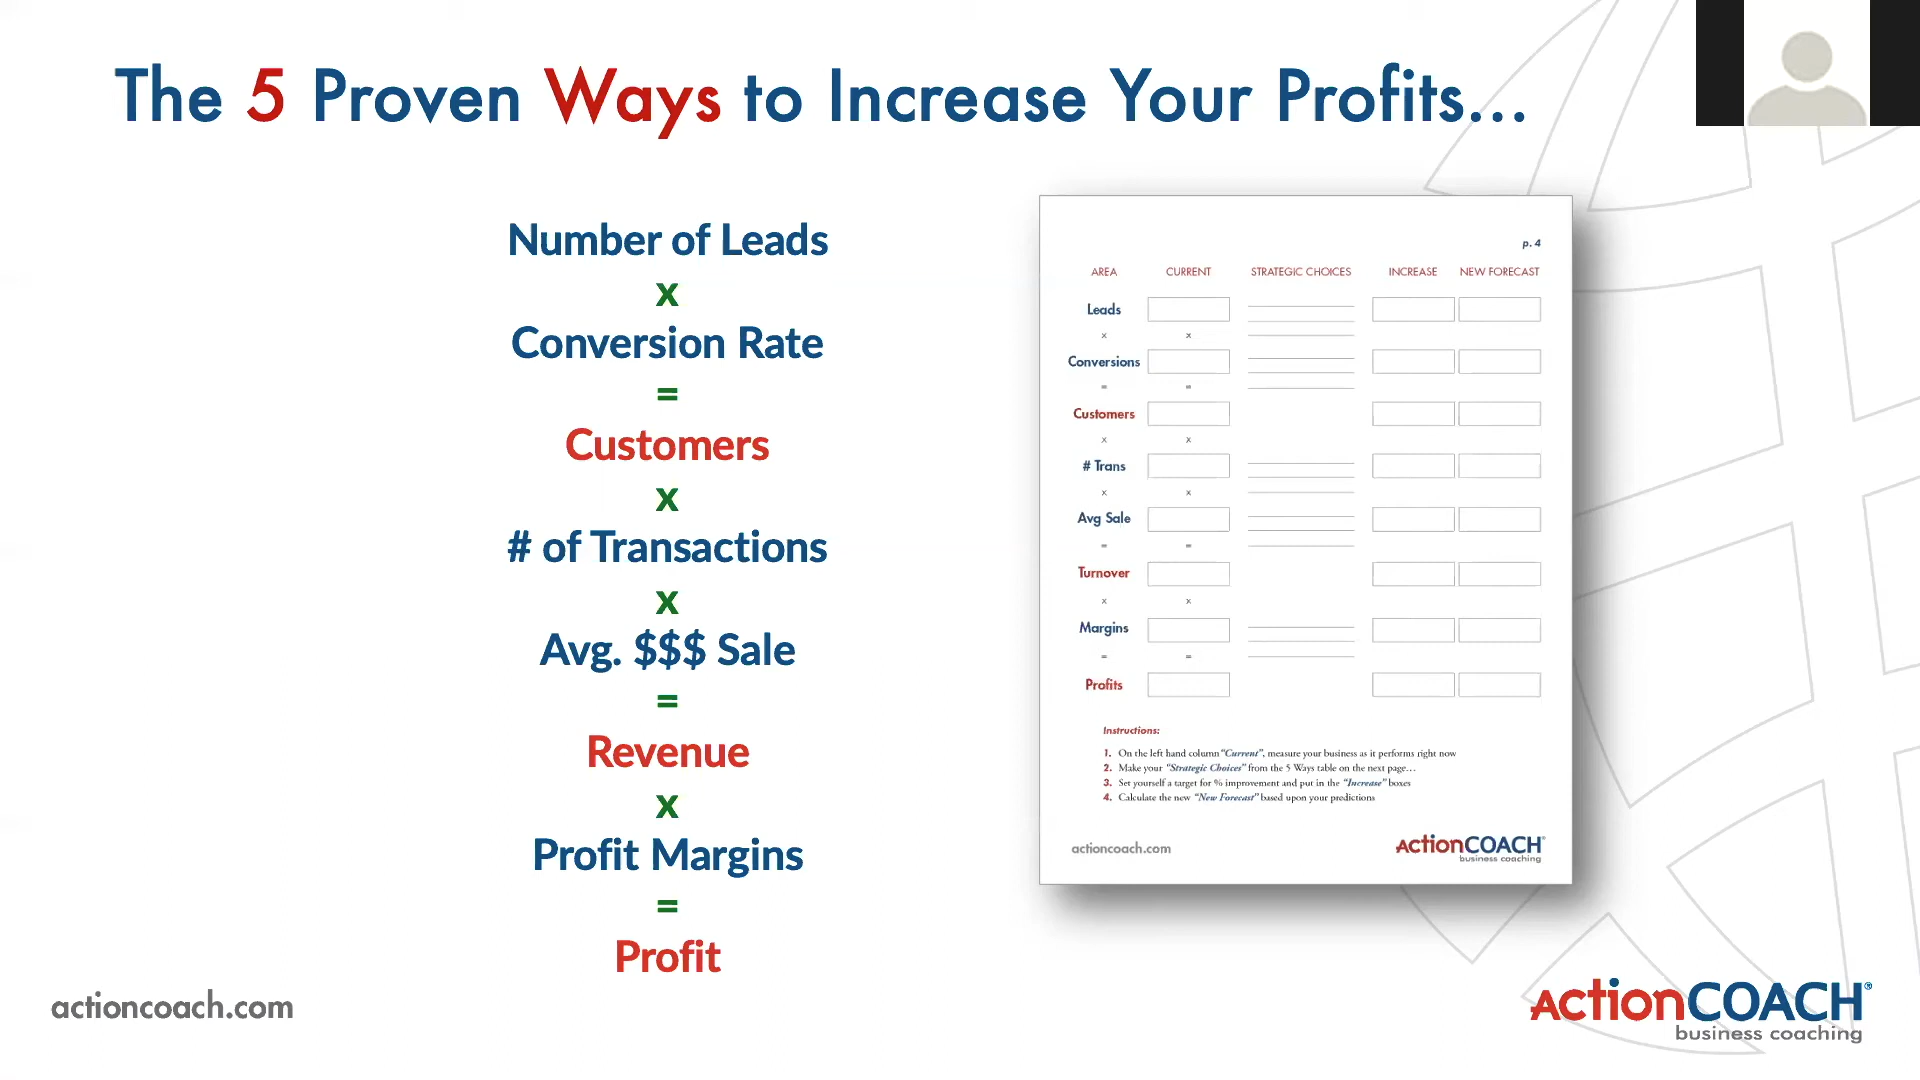 The 5 Proven Ways to Increase Your Profits...
Number of Leads
x
Conversion Rate
=
Customers
x
# of Transactions
x
Avg. $$$ Sale
=
Revenue
x
Profit Margins
=
Profit
p. 4
AREA CURRENT STRATEGIC CHOICES INCREASE NEW FORECAST
Leads
x x
Conversions
= =
Customers
x x
# Trans
x x
Avg Sale
= =
Turnover
x x
Margins
= =
Profits
Instructions:
1. On the left hand column "Current", measure your business as it performs right now
2. Make your "Strategic Choices" from the 5 Ways table on the next page...
3. Set yourself a target for % improvement and put in the "Increase" boxes
4. Calculate the new "New Forecast" based upon your predictions
actioncoach.com
ActionCOACH®
business coaching
actioncoach.com
ActionCOACH®
business coaching